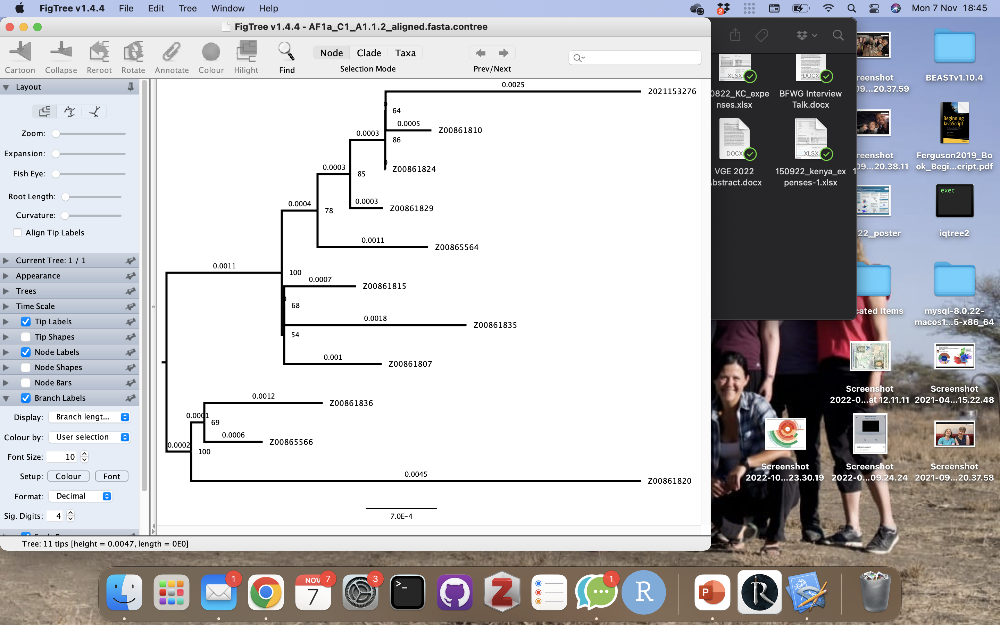 FigTree v1.4.4 File Edit Tree Window Help
2
Mon 7 Nov 18:45
FigTree v1.4.4 - AF1a_C1_A1.1.2_aligned.fasta.contree
Cartoon Collapse Reroot Rotate Annotate Colour Hilight Find
Node Clade Taxa
Selection Mode
Prev/Next
Layout
Zoom:
Expansion:
Fish Eye:
Root Length:
Curvature:
Align Tip Labels
Current Tree: 1 / 1
Appearance
Trees
Time Scale
Tip Labels
Tip Shapes
Node Labels
Node Shapes
Node Bars
Branch Labels
Display: Branch lengt...
Colour by: User selection
Font Size: 10
Setup: Colour Font
Format: Decimal
Sig. Digits: 4
Tree: 11 tips [height = 0.0047, length = 0E0]
0.0025
2021153276
0
64
0.0005
Z00861810
0.0003
86
0
Z00861824
0.0003
85
0.0003
Z00861829
0.0004
78
0.0011
Z00865564
0.0011
100
0.0007
Z00861815
0
68
0.0018
Z00861835
54
0.001
Z00861807
0.0012
Z00861836
0.0001
69
0.0006
Z00865566
0.0002
100
0.0045
Z00861820
7.0E-4
XLSX
DOCX
0822_KC_expe
nses.xlsx
BFWG Interview
Talk.docx
DOCX
XLSX
VGE 2022
bstract.docx
150922_kenya_ex
penses-1.xlsx
1
reenshot
09...20.37.59
BEASTv1.10.4
Beginning
JavaScript
reenshot
09...20.38.11
Ferguson2019_Bo
ok_Begi...cript.pdf
exec
22_poster
iqtree2
cated Items
mysql-8.0.22-
macos1...5-x86_64
Screenshot
2022-0...at 12.11.11
Screenshot
2021-04...15.22.48
Screenshot
2022-10...23.30.19
Screenshot
2022-0...09.24.24
Screenshot
2021-09...20.37.58
1
NOV 7
7
3
>_
Z
1
R
P
R